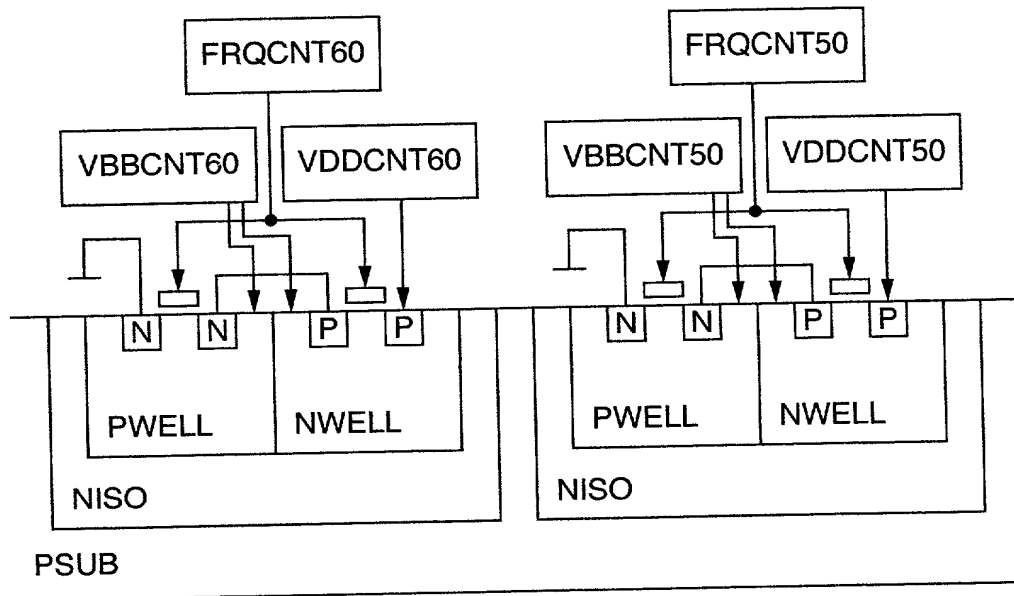 FRQCNT60
FRQCNT50
VBBCNT60
VDDCNT60
VBBCNT50
VDDCNT50
N
N
P
P
N
N
P
P
PWELL
NWELL
PWELL
NWELL
NISO
NISO
PSUB